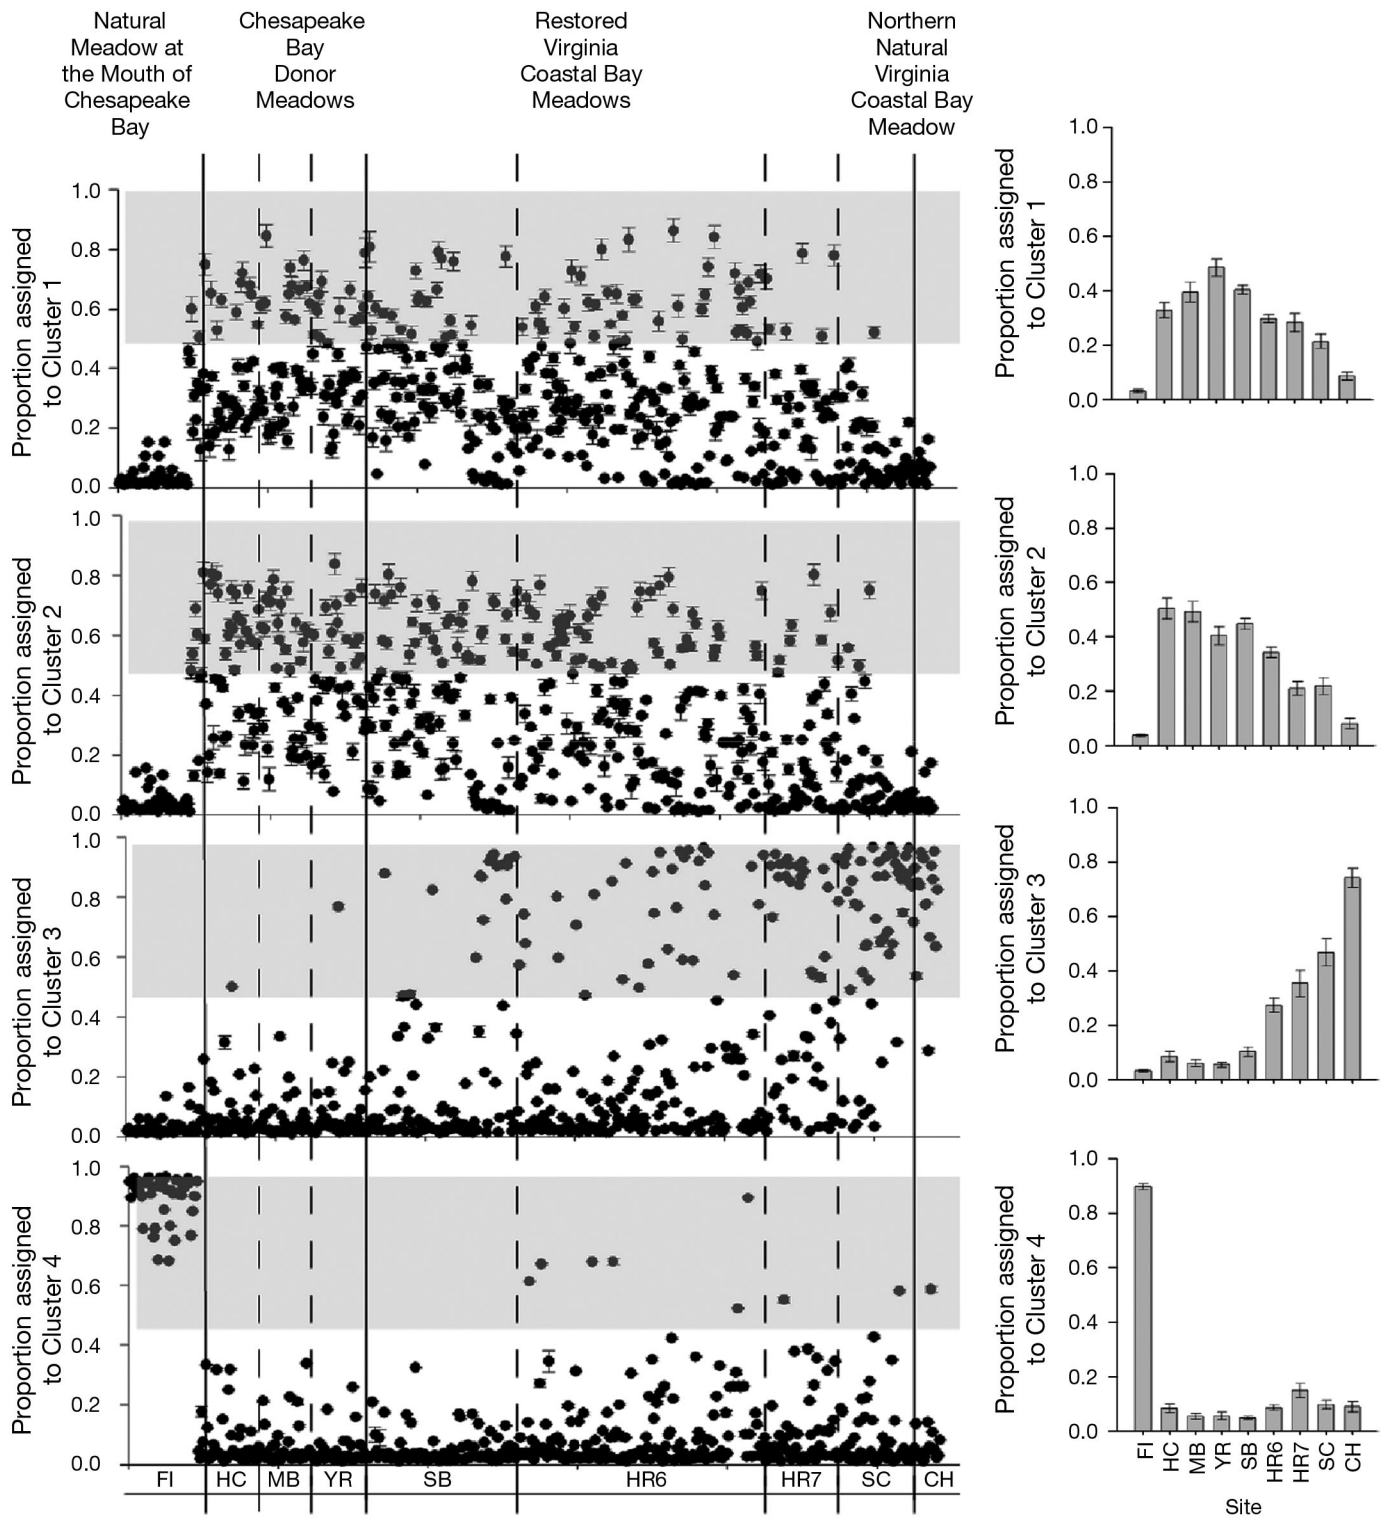 Natural
Meadow at
the Mouth of
Chesapeake
Bay
Chesapeake
Bay
Donor
Meadows
Restored
Virginia
Coastal Bay
Meadows
Northern
Natural
Virginia
Coastal Bay
Meadow
Proportion assigned
to Cluster 1
1.0
0.8
0.6
0.4
0.2
0.0
Proportion assigned
to Cluster 1
1.0
0.8
0.6
0.4
0.2
0.0
Proportion assigned
to Cluster 2
1.0
0.8
0.6
0.4
0.2
0.0
Proportion assigned
to Cluster 2
1.0
0.8
0.6
0.4
0.2
0.0
Proportion assigned
to Cluster 3
1.0
0.8
0.6
0.4
0.2
0.0
Proportion assigned
to Cluster 3
1.0
0.8
0.6
0.4
0.2
0.0
Proportion assigned
to Cluster 4
1.0
0.8
0.6
0.4
0.2
0.0
FI HC MB YR SB HR6 HR7 SC CH
Proportion assigned
to Cluster 4
1.0
0.8
0.6
0.4
0.2
0.0
FI HC MB YR SB HR6 HR7 SC CH
Site